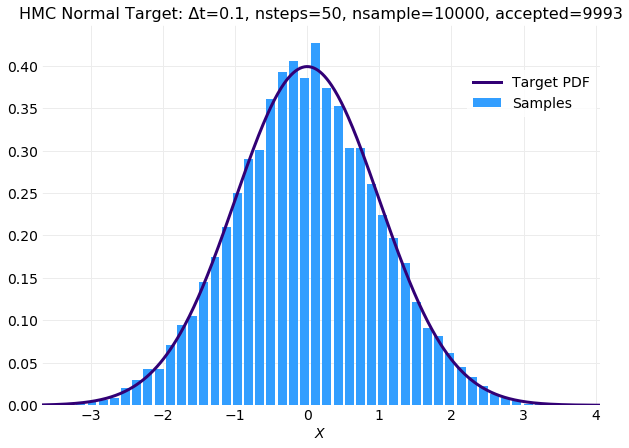 HMC Normal Target: Δt=0.1, nsteps=50, nsample=10000, accepted=9993
0.40
0.35
0.30
0.25
0.20
0.15
0.10
0.05
0.00
Target PDF
Samples
−3 −2 −1 0 1 2 3 4
X